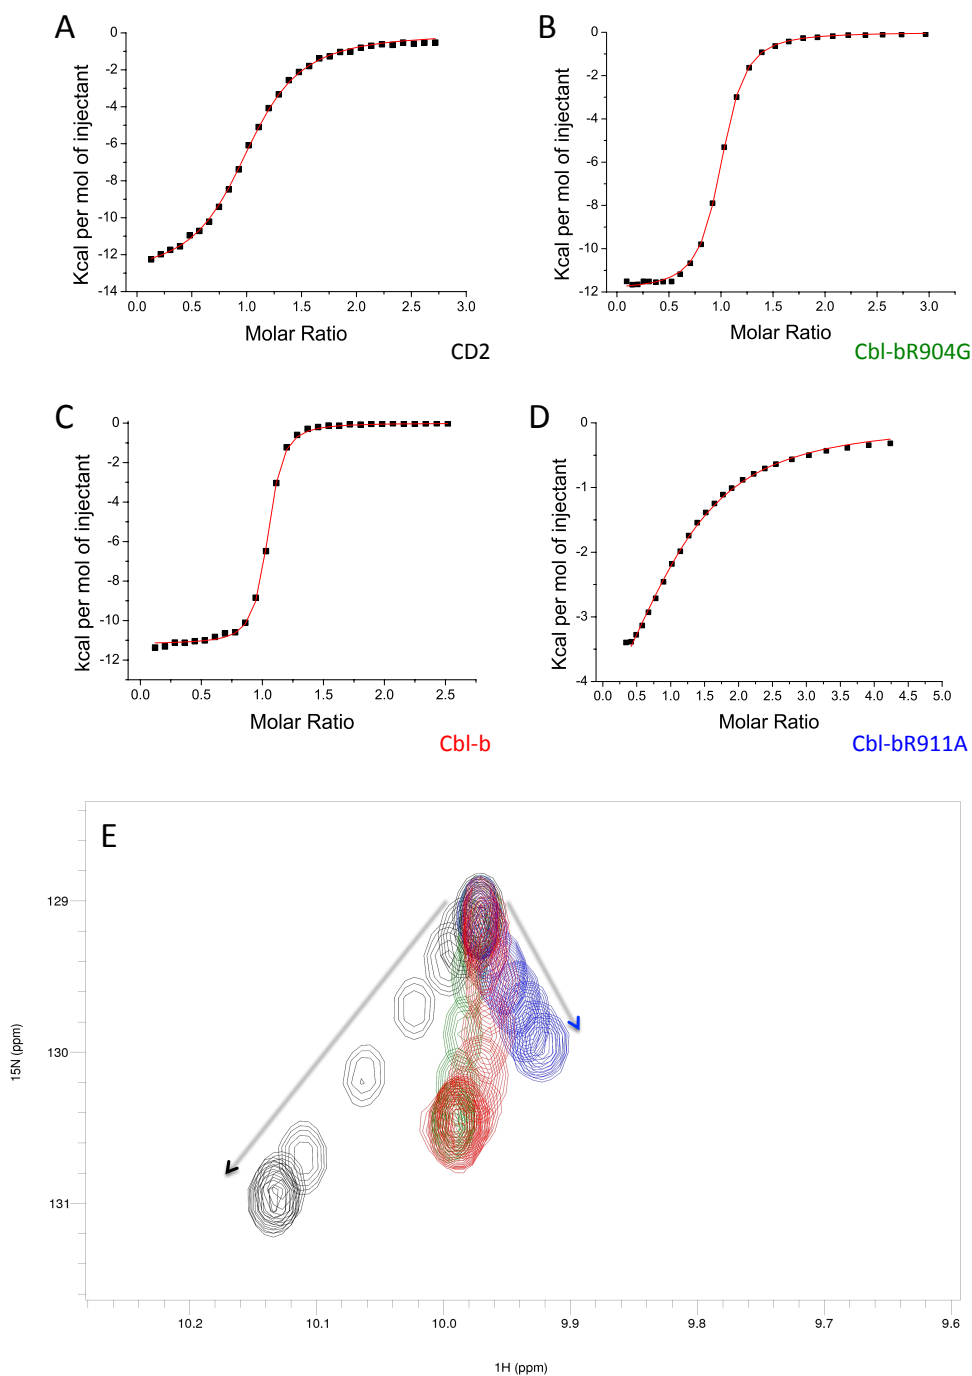 A
0
-2
-4
-6
-8
-10
-12
-14
Kcal per mol of injectant
0.0 0.5 1.0 1.5 2.0 2.5 3.0
Molar Ratio
CD2
B
0
-2
-4
-6
-8
-10
-12
Kcal per mol of injectant
0.0 0.5 1.0 1.5 2.0 2.5 3.0
Molar Ratio
Cbl-bR904G
C
0
-2
-4
-6
-8
-10
-12
kcal per mol of injectant
0.0 0.5 1.0 1.5 2.0 2.5
Molar Ratio
Cbl-b
D
0
-1
-2
-3
-4
Kcal per mol of injectant
0.0 0.5 1.0 1.5 2.0 2.5 3.0 3.5 4.0 4.5 5.0
Molar Ratio
Cbl-bR911A
E
129
130
131
15N (ppm)
10.2 10.1 10.0 9.9 9.8 9.7 9.6
1H (ppm)